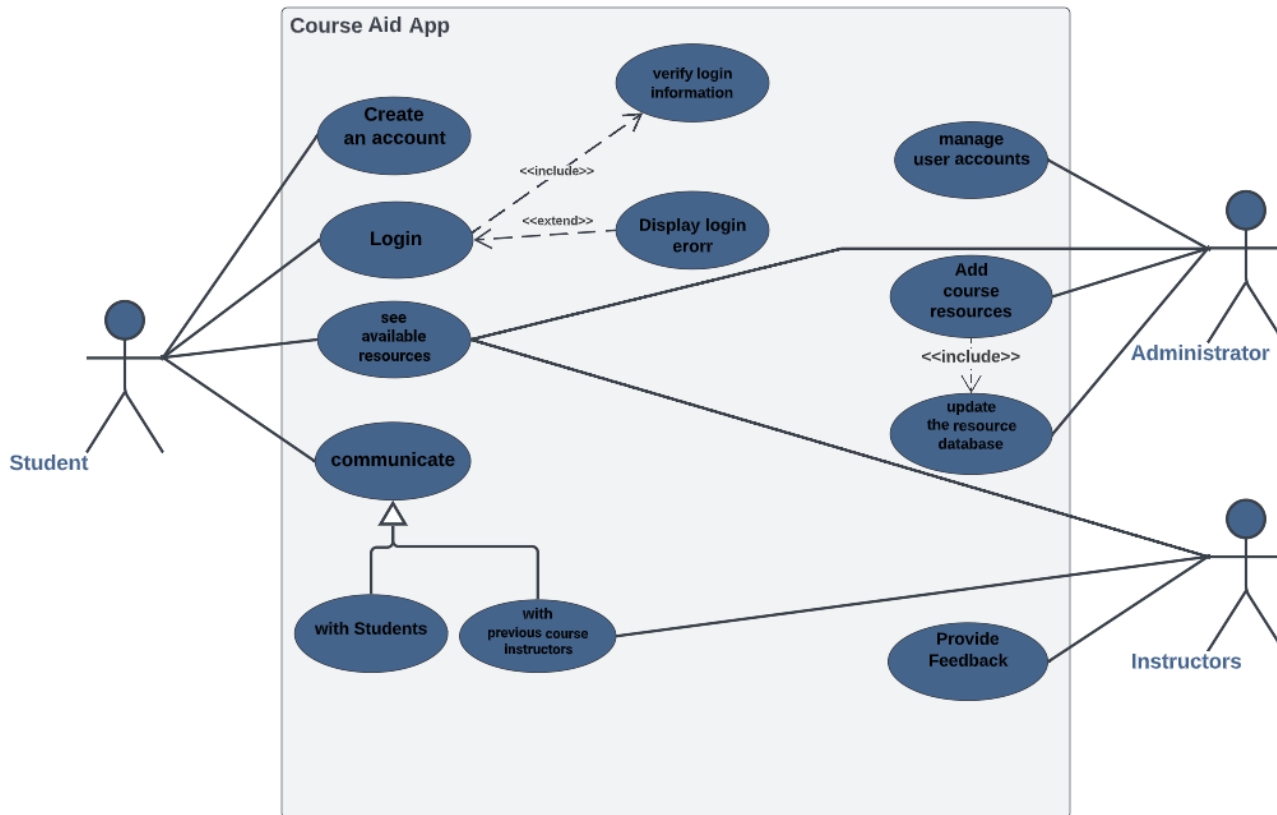 Course Aid App
verify login
information
Create
an account
manage
user accounts
<<include>>
<<extend>>
Login
Display login
erorr
Add
course
resources
see
available
resources
<<include>>
Administrator
update
the resource
database
communicate
Student
with Students
with
previous course
instructors
Provide
Feedback
Instructors